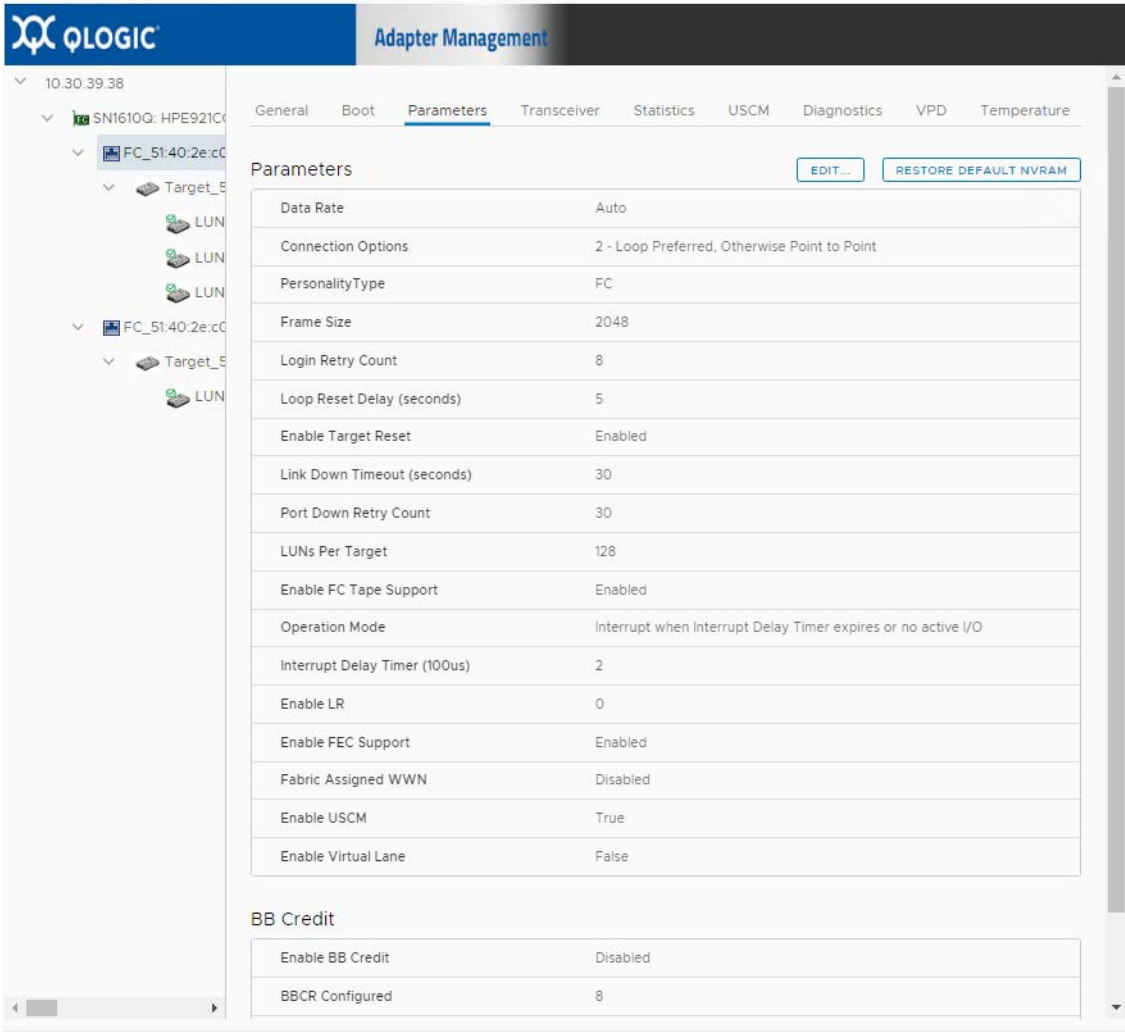 QLOGIC
Adapter Management
10.30.39.38
SN1610Q: HPE921C
FC_51:40:2e:c0
Target_5
LUN
LUN
LUN
FC_51:40:2e:c0
Target_5
LUN
General Boot Parameters Transceiver Statistics USCM Diagnostics VPD Temperature
Parameters EDIT... RESTORE DEFAULT NVRAM
Data Rate Auto
Connection Options 2 - Loop Preferred, Otherwise Point to Point
PersonalityType FC
Frame Size 2048
Login Retry Count 8
Loop Reset Delay (seconds) 5
Enable Target Reset Enabled
Link Down Timeout (seconds) 30
Port Down Retry Count 30
LUNs Per Target 128
Enable FC Tape Support Enabled
Operation Mode Interrupt when Interrupt Delay Timer expires or no active I/O
Interrupt Delay Timer (100us) 2
Enable LR 0
Enable FEC Support Enabled
Fabric Assigned WWN Disabled
Enable USCM True
Enable Virtual Lane False
BB Credit
Enable BB Credit Disabled
BBCR Configured 8